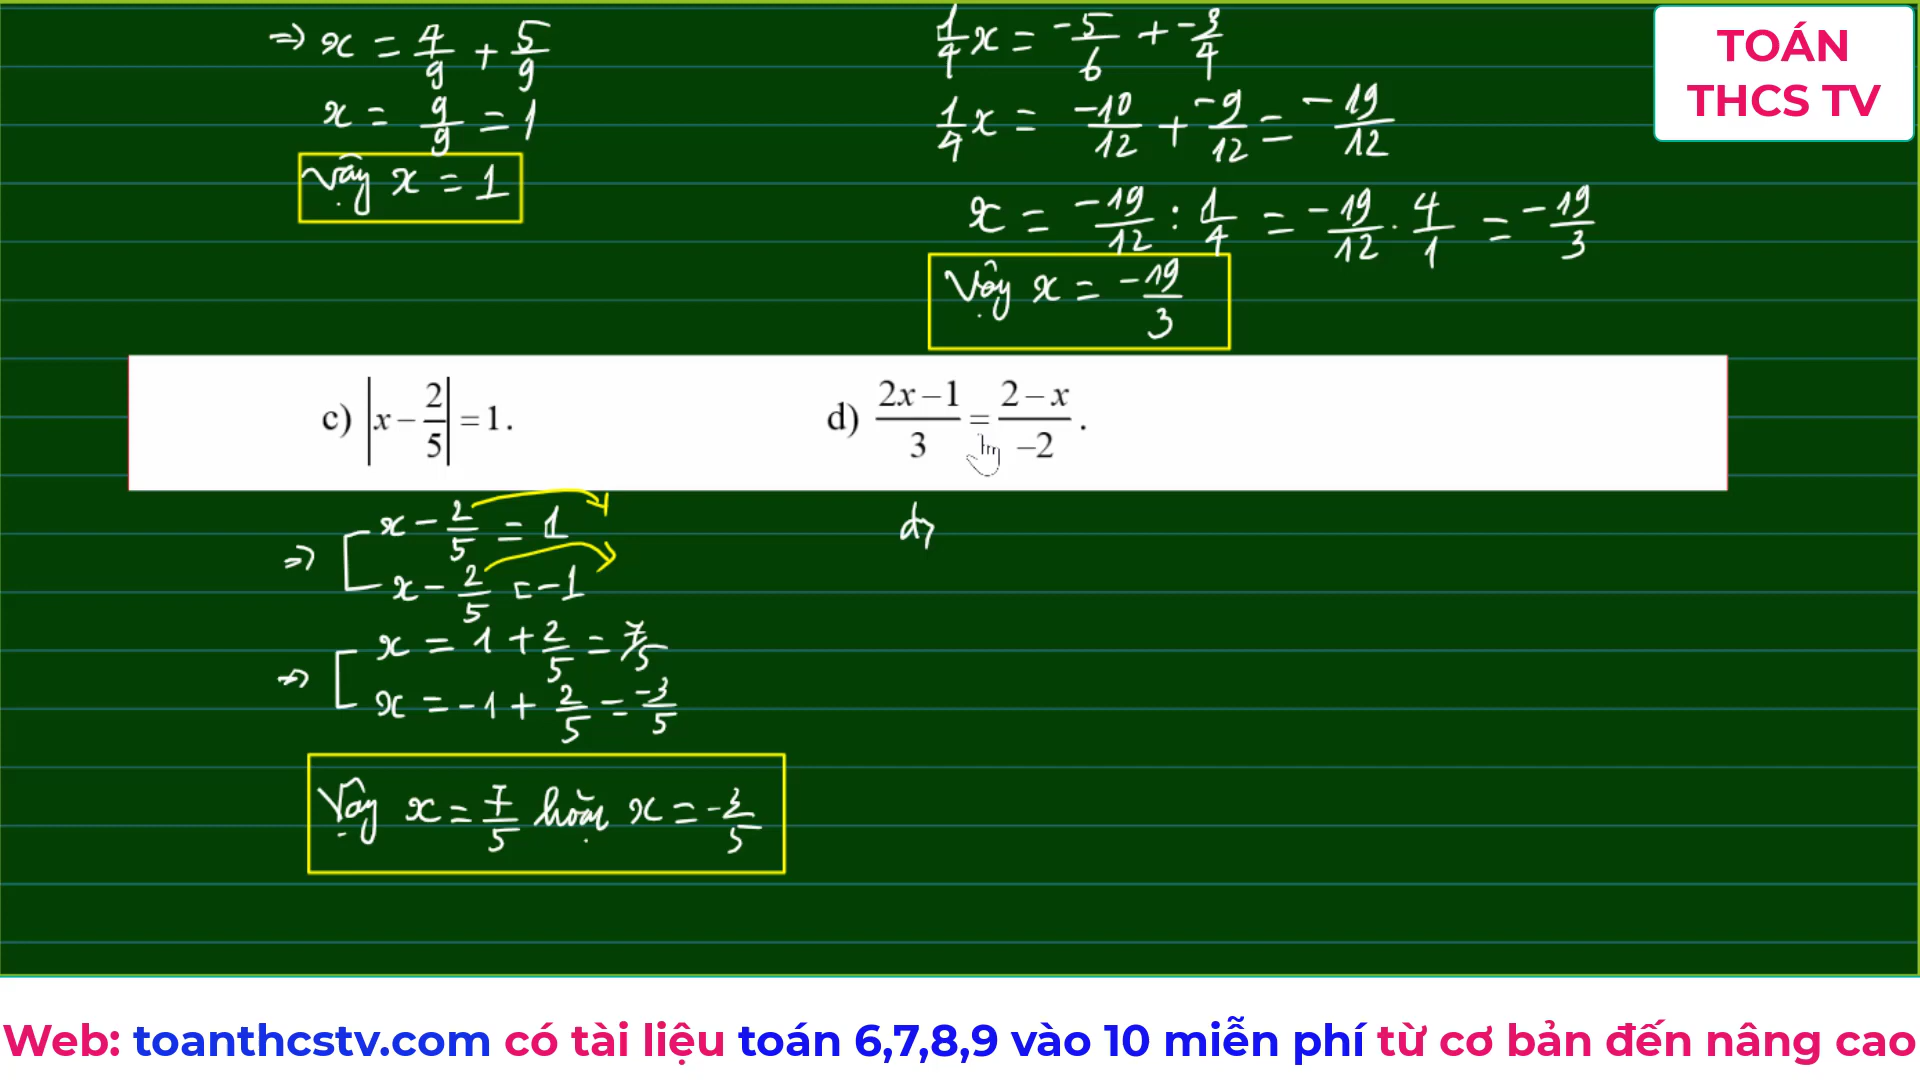 => x = 4/9 + 5/9
x = 9/9 = 1
Vậy x = 1
1/4 x = -5/6 + -3/4
1/4 x = -10/12 + -9/12 = -19/12
x = -19/12 : 1/4 = -19/12 . 4/1 = -19/3
Vậy x = -19/3
TOÁN
THCS TV
c) |x - 2/5| = 1.
d) (2x-1)/3 = (2-x)/-2.
=> [ x - 2/5 = 1
x - 2/5 = -1
=> [ x = 1 + 2/5 = 7/5
x = -1 + 2/5 = -3/5
Vậy x = 7/5 hoặc x = -3/5
d)
Web: toanthcstv.com có tài liệu toán 6,7,8,9 vào 10 miễn phí từ cơ bản đến nâng cao